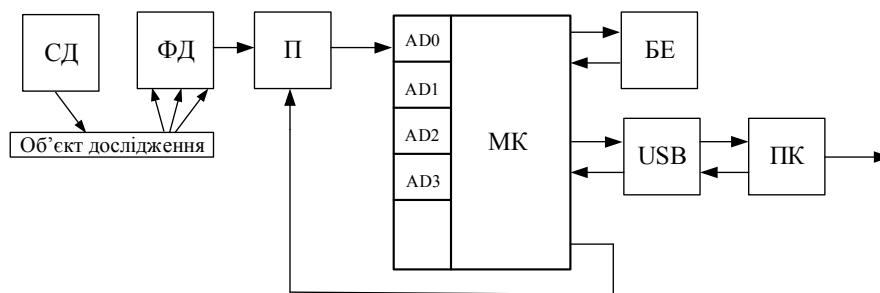 СД
ФД
П
AD0
БЕ
AD1
Об’єкт дослідження
AD2
МК
USB
ПК
AD3